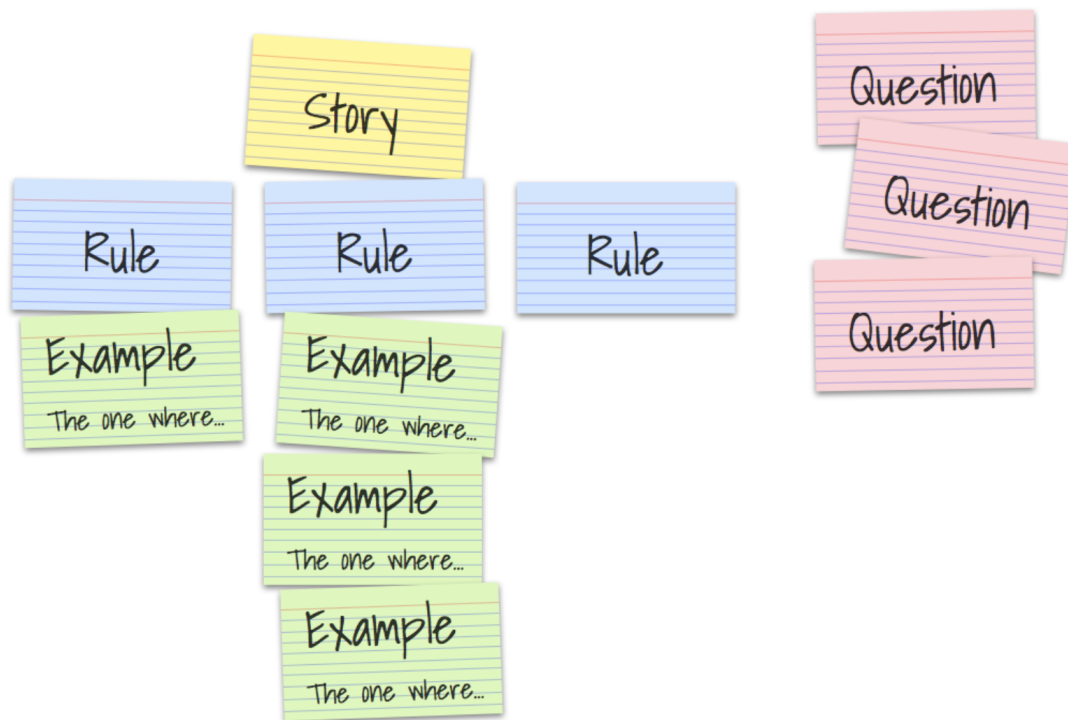 Story
Rule
Rule
Rule
Example
The one where...
Example
The one where...
Example
The one where...
Example
The one where...
Question
Question
Question